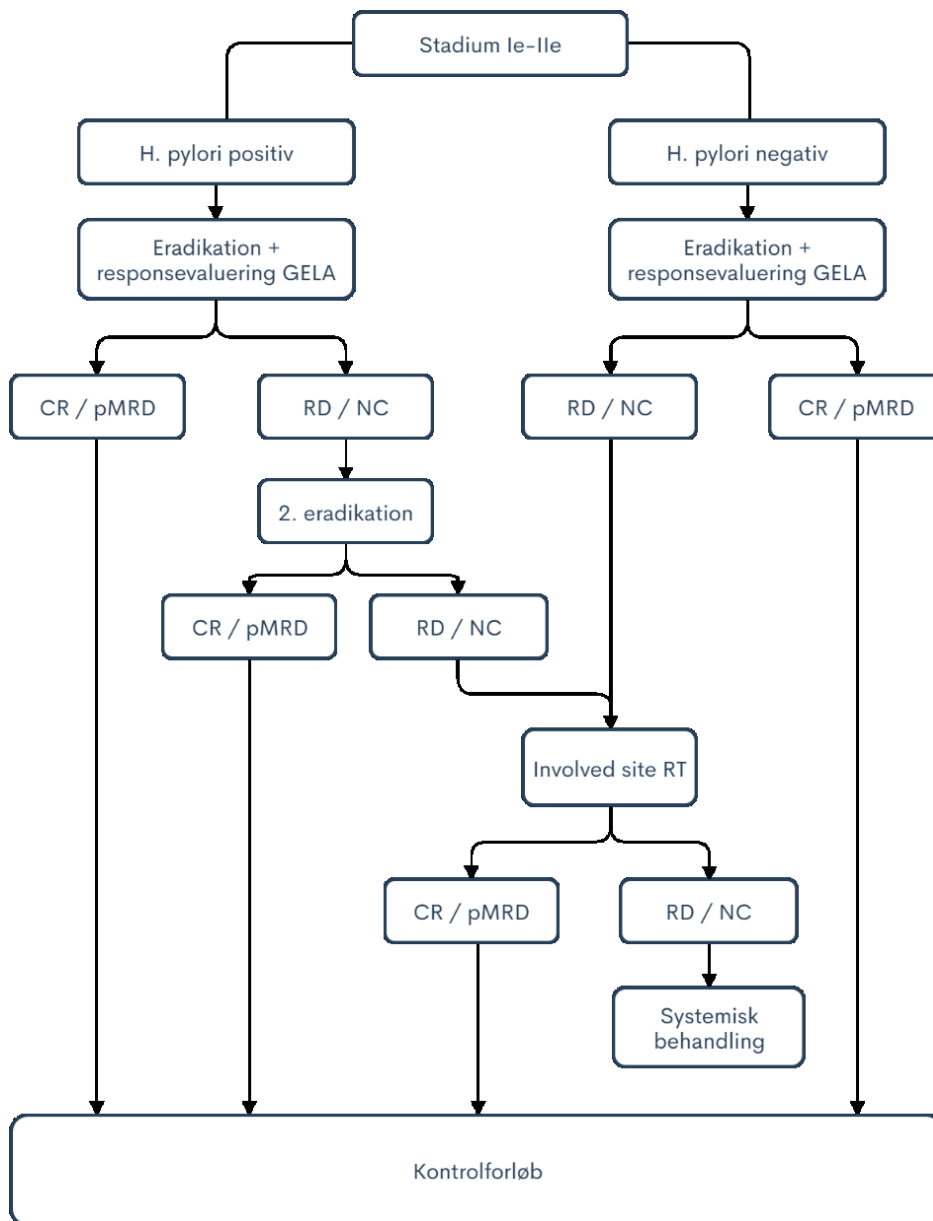 Stadium Ie-IIe
H. pylori positiv
H. pylori negativ
Eradikation +
responsevaluering GELA
Eradikation +
responsevaluering GELA
CR / pMRD
RD / NC
RD / NC
CR / pMRD
2. eradikation
CR / pMRD
RD / NC
Involved site RT
CR / pMRD
RD / NC
Systemisk
behandling
Kontrolforløb